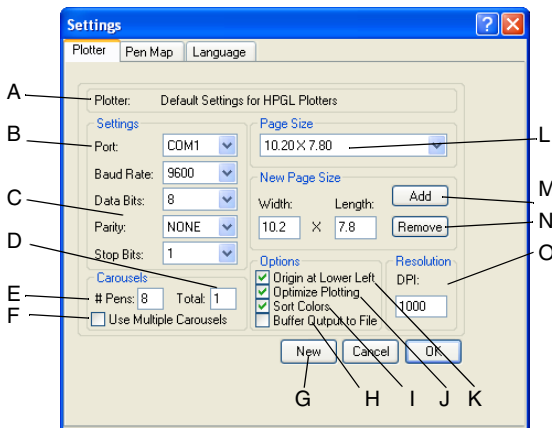 Settings
Plotter Pen Map Language
A
Plotter: Default Settings for HPGL Plotters
Settings
Page Size
B
Port: COM1
10.20 X 7.80
L
Baud Rate: 9600
New Page Size
C
Data Bits: 8
Width: Length:
Add
M
Parity: NONE
10.2 X 7.8
Remove
N
D
Stop Bits: 1
O
Carousels
Options
Resolution
E
# Pens: 8 Total: 1
Origin at Lower Left
DPI:
Optimize Plotting
F
Use Multiple Carousels
Sort Colors
1000
Buffer Output to File
New Cancel OK
G H I J K